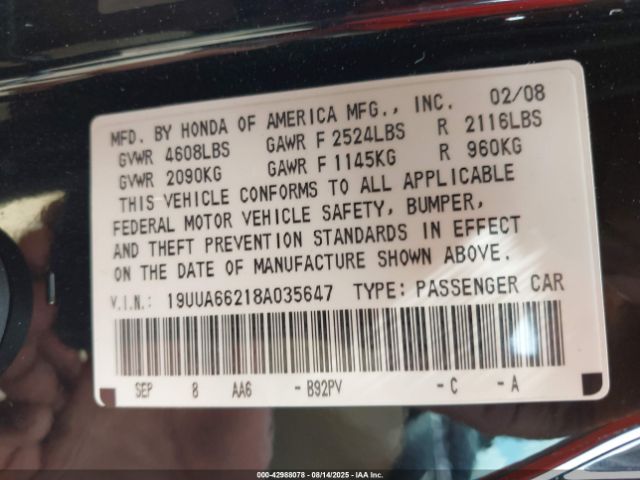 MFD. BY HONDA OF AMERICA MFG., INC. 02/08
GVWR 4608LBS GAWR F 2524LBS R 2116LBS
GVWR 2090KG GAWR F 1145KG R 960KG
THIS VEHICLE CONFORMS TO ALL APPLICABLE
FEDERAL MOTOR VEHICLE SAFETY, BUMPER,
AND THEFT PREVENTION STANDARDS IN EFFECT
ON THE DATE OF MANUFACTURE SHOWN ABOVE.
V.I.N.: 19UUA66218A035647 TYPE: PASSENGER CAR
SEP 8 AA6 -B92PV -C -A
000-42988078 - 08/14/2025 - IAA Inc.